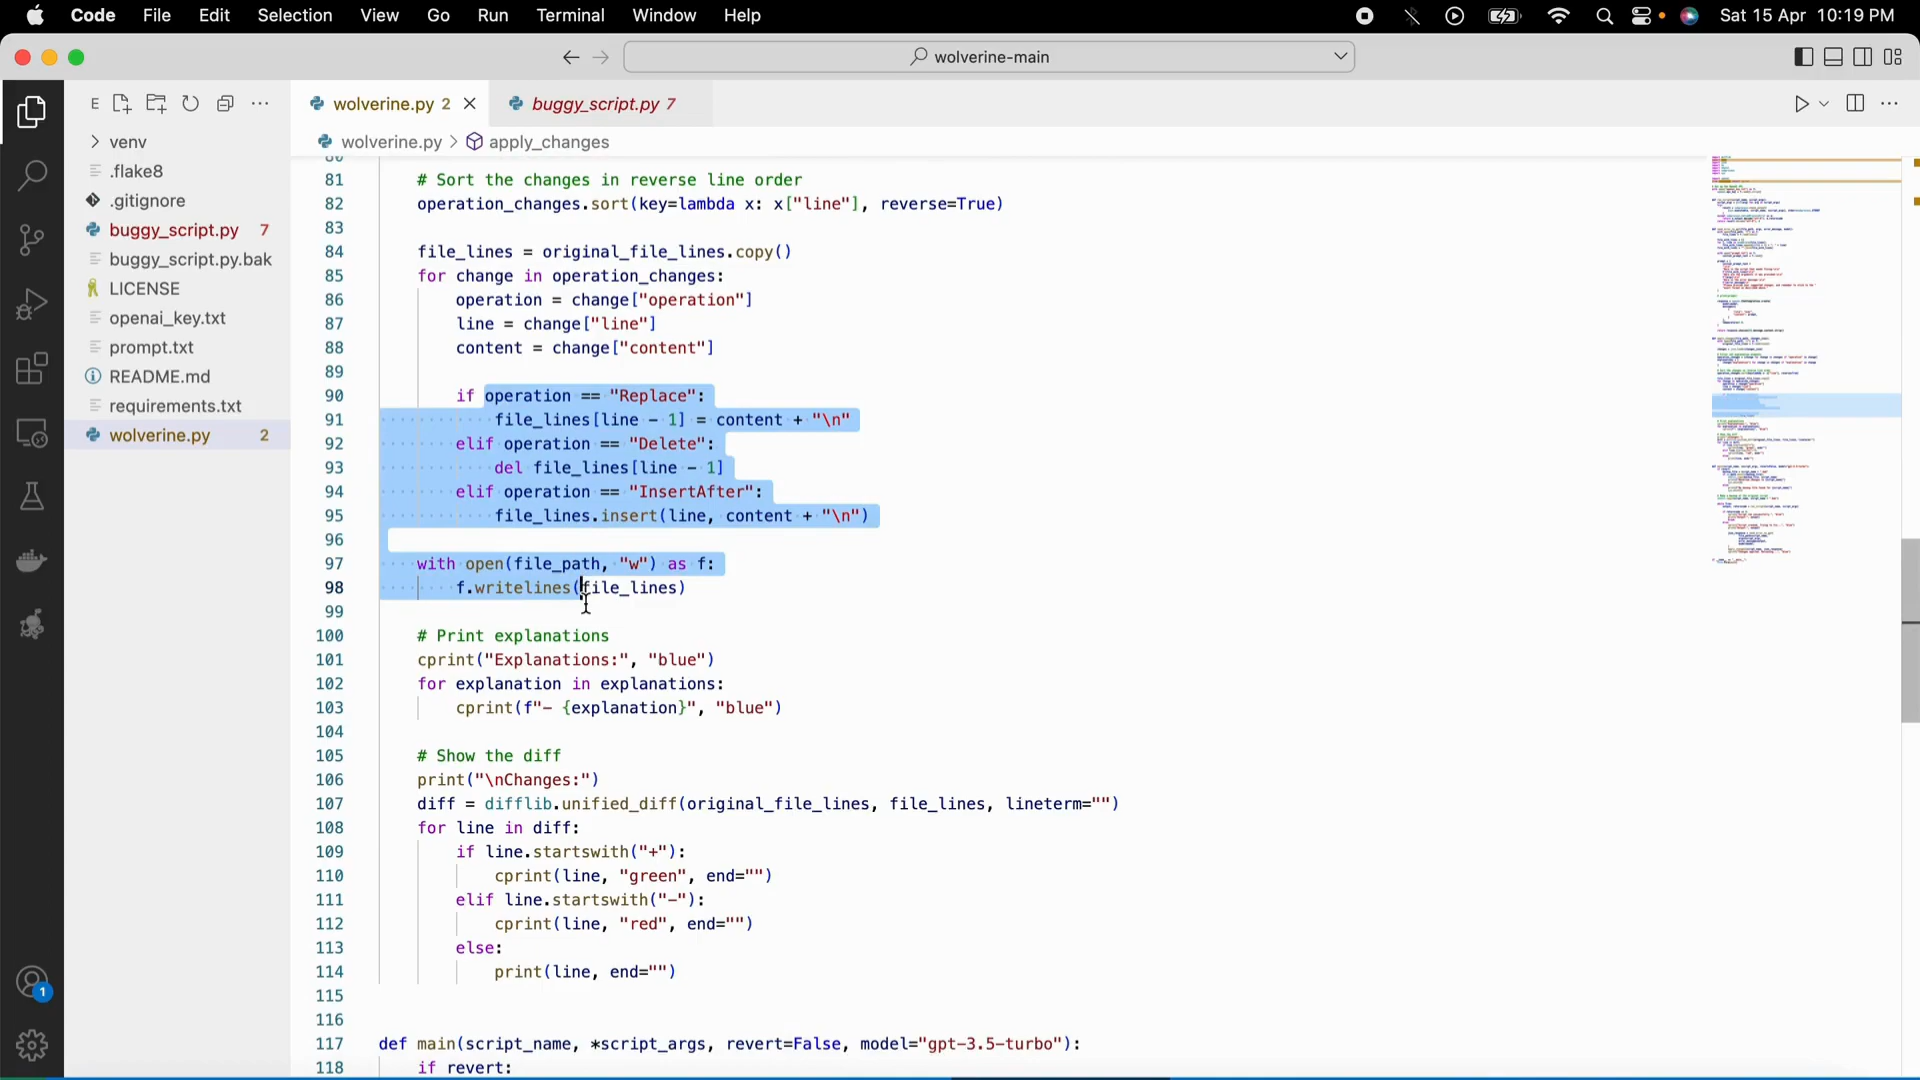 Code File Edit Selection View Go Run Terminal Window Help Sat 15 Apr 10:19 PM
wolverine-main
E
wolverine.py 2
buggy_script.py 7
wolverine.py > apply_changes
venv
.flake8
.gitignore
buggy_script.py 7
buggy_script.py.bak
LICENSE
openai_key.txt
prompt.txt
README.md
requirements.txt
wolverine.py 2
1
80
81 # Sort the changes in reverse line order
82 operation_changes.sort(key=lambda x: x["line"], reverse=True)
83
84 file_lines = original_file_lines.copy()
85 for change in operation_changes:
86 operation = change["operation"]
87 line = change["line"]
88 content = change["content"]
89
90 if operation == "Replace":
91 file_lines[line - 1] = content + "\n"
92 elif operation == "Delete":
93 del file_lines[line - 1]
94 elif operation == "InsertAfter":
95 file_lines.insert(line, content + "\n")
96
97 with open(file_path, "w") as f:
98 f.writelines(file_lines)
99
100 # Print explanations
101 cprint("Explanations:", "blue")
102 for explanation in explanations:
103 cprint(f"- {explanation}", "blue")
104
105 # Show the diff
106 print("\nChanges:")
107 diff = difflib.unified_diff(original_file_lines, file_lines, lineterm="")
108 for line in diff:
109 if line.startswith("+"):
110 cprint(line, "green", end="")
111 elif line.startswith("-"):
112 cprint(line, "red", end="")
113 else:
114 print(line, end="")
115
116
117 def main(script_name, *script_args, revert=False, model="gpt-3.5-turbo"):
118 if revert: